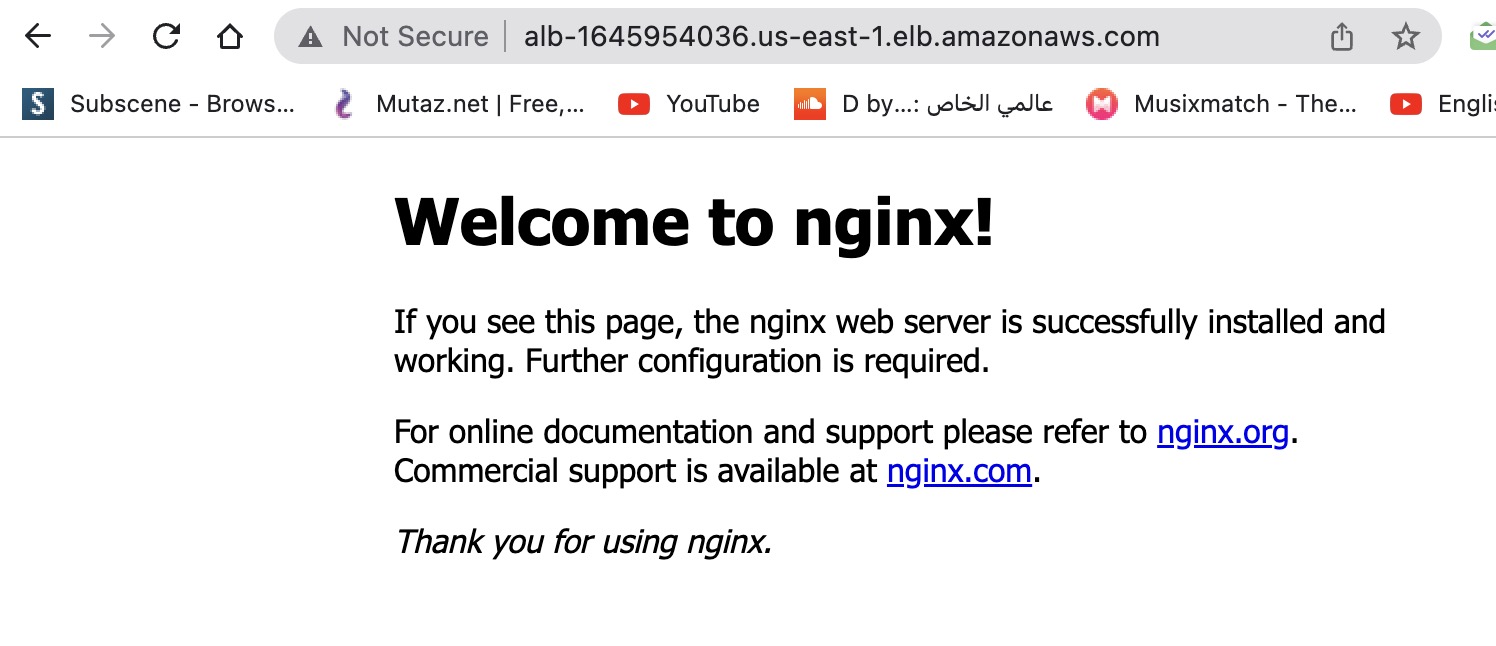 Not Secure | alb-1645954036.us-east-1.elb.amazonaws.com
Subscene - Brows... Mutaz.net | Free,... YouTube D by...: عالمي الخاص Musixmatch - The... Englis
Welcome to nginx!
If you see this page, the nginx web server is successfully installed and
working. Further configuration is required.
For online documentation and support please refer to nginx.org.
Commercial support is available at nginx.com.
Thank you for using nginx.